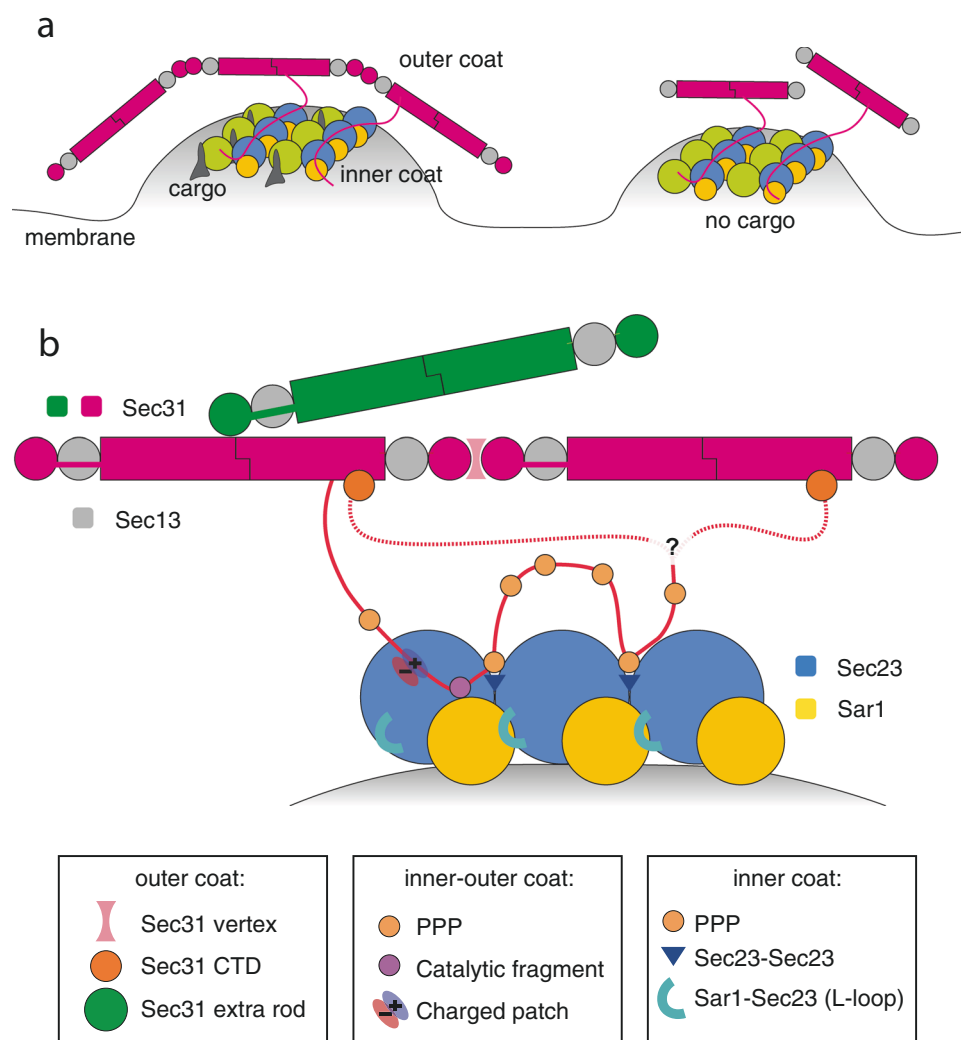 a
outer coat
cargo
inner coat
membrane
no cargo
b
Sec31
Sec13
?
+
−
Sec23
Sar1
outer coat:
Sec31 vertex
Sec31 CTD
Sec31 extra rod
inner-outer coat:
PPP
Catalytic fragment
− + Charged patch
inner coat:
PPP
Sec23-Sec23
Sar1-Sec23 (L-loop)